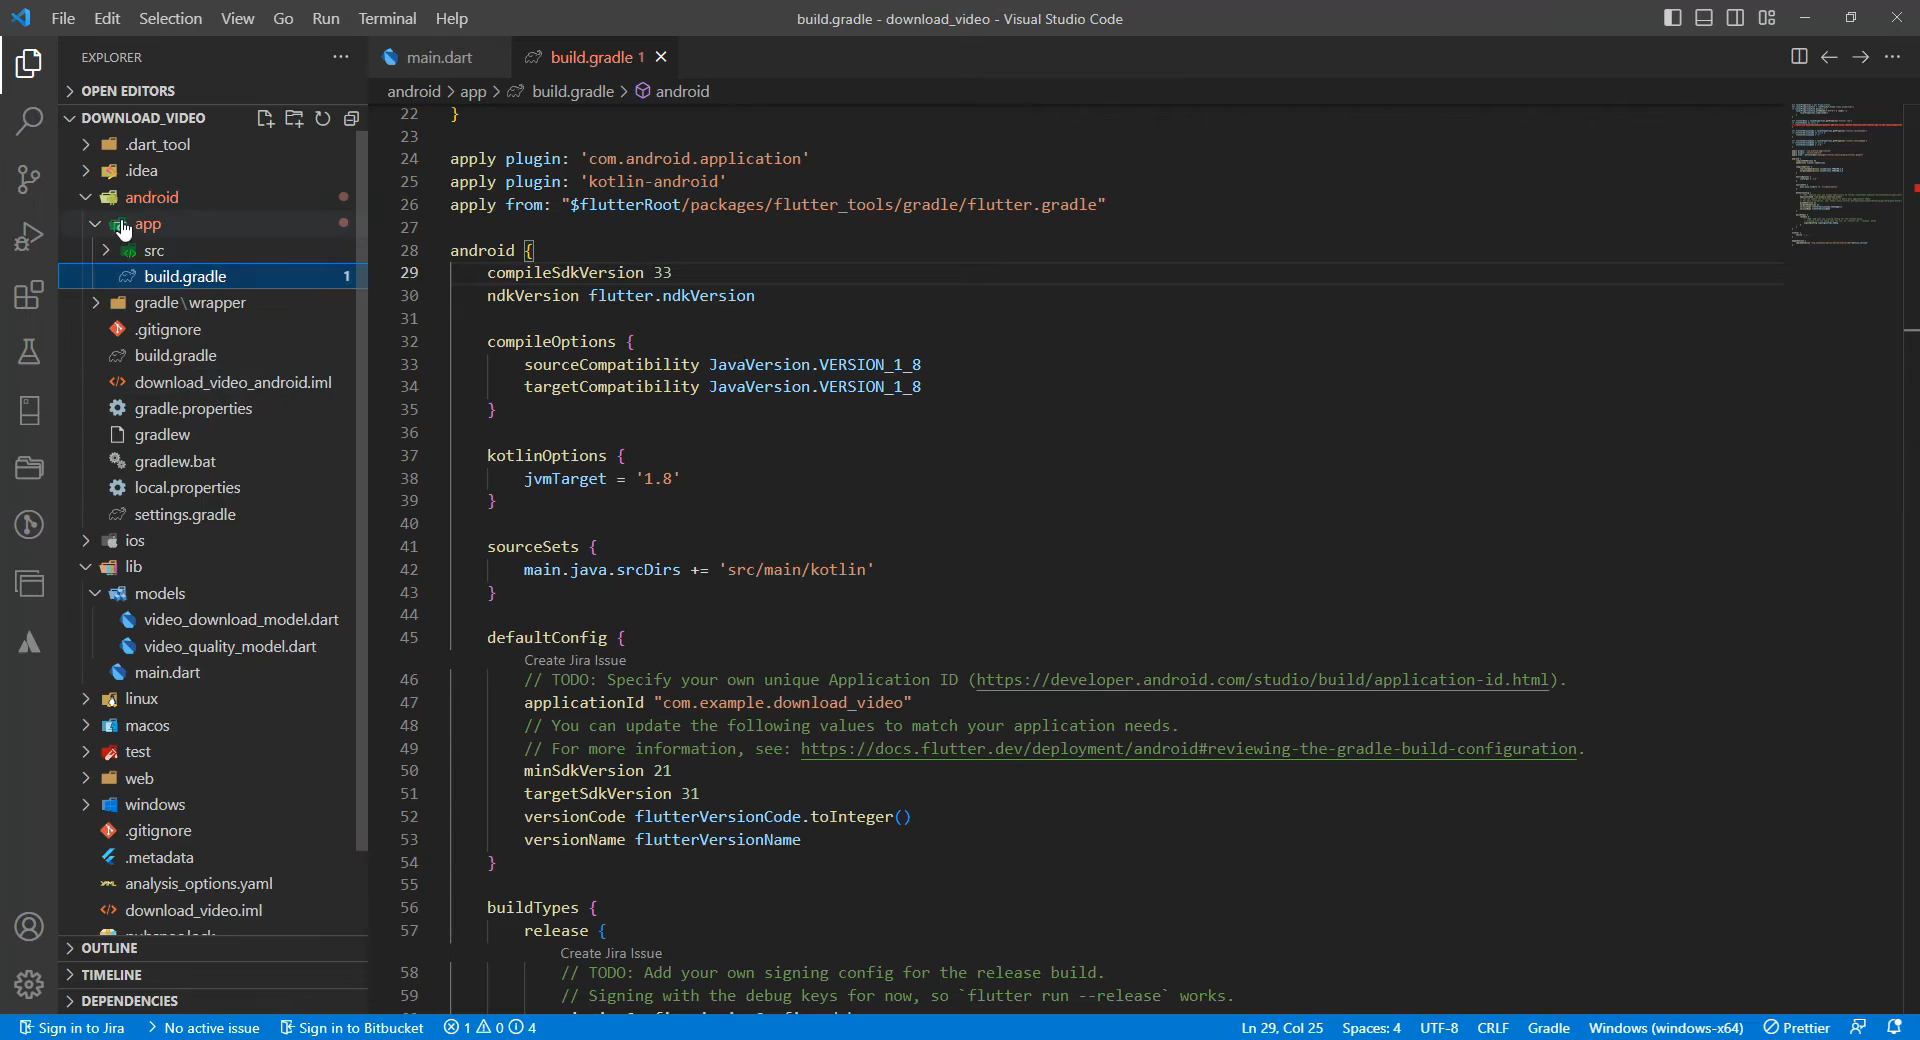 File Edit Selection View Go Run Terminal Help
build.gradle - download_video - Visual Studio Code
EXPLORER
OPEN EDITORS
DOWNLOAD_VIDEO
.dart_tool
.idea
android
app
src
build.gradle 1
gradle\wrapper
.gitignore
build.gradle
download_video_android.iml
gradle.properties
gradlew
gradlew.bat
local.properties
settings.gradle
ios
lib
models
video_download_model.dart
video_quality_model.dart
main.dart
linux
macos
test
web
windows
.gitignore
.metadata
analysis_options.yaml
download_video.iml
OUTLINE
TIMELINE
DEPENDENCIES
main.dart
build.gradle 1
android > app > build.gradle > android
22 }
23
24 apply plugin: 'com.android.application'
25 apply plugin: 'kotlin-android'
26 apply from: "$flutterRoot/packages/flutter_tools/gradle/flutter.gradle"
27
28 android {
29 compileSdkVersion 33
30 ndkVersion flutter.ndkVersion
31
32 compileOptions {
33 sourceCompatibility JavaVersion.VERSION_1_8
34 targetCompatibility JavaVersion.VERSION_1_8
35 }
36
37 kotlinOptions {
38 jvmTarget = '1.8'
39 }
40
41 sourceSets {
42 main.java.srcDirs += 'src/main/kotlin'
43 }
44
45 defaultConfig {
Create Jira Issue
46 // TODO: Specify your own unique Application ID (https://developer.android.com/studio/build/application-id.html).
47 applicationId "com.example.download_video"
48 // You can update the following values to match your application needs.
49 // For more information, see: https://docs.flutter.dev/deployment/android#reviewing-the-gradle-build-configuration.
50 minSdkVersion 21
51 targetSdkVersion 31
52 versionCode flutterVersionCode.toInteger()
53 versionName flutterVersionName
54 }
55
56 buildTypes {
57 release {
Create Jira Issue
58 // TODO: Add your own signing config for the release build.
59 // Signing with the debug keys for now, so `flutter run --release` works.
Sign in to Jira No active issue Sign in to Bitbucket 1 0 4
Ln 29, Col 25 Spaces: 4 UTF-8 CRLF Gradle Windows (windows-x64) Prettier